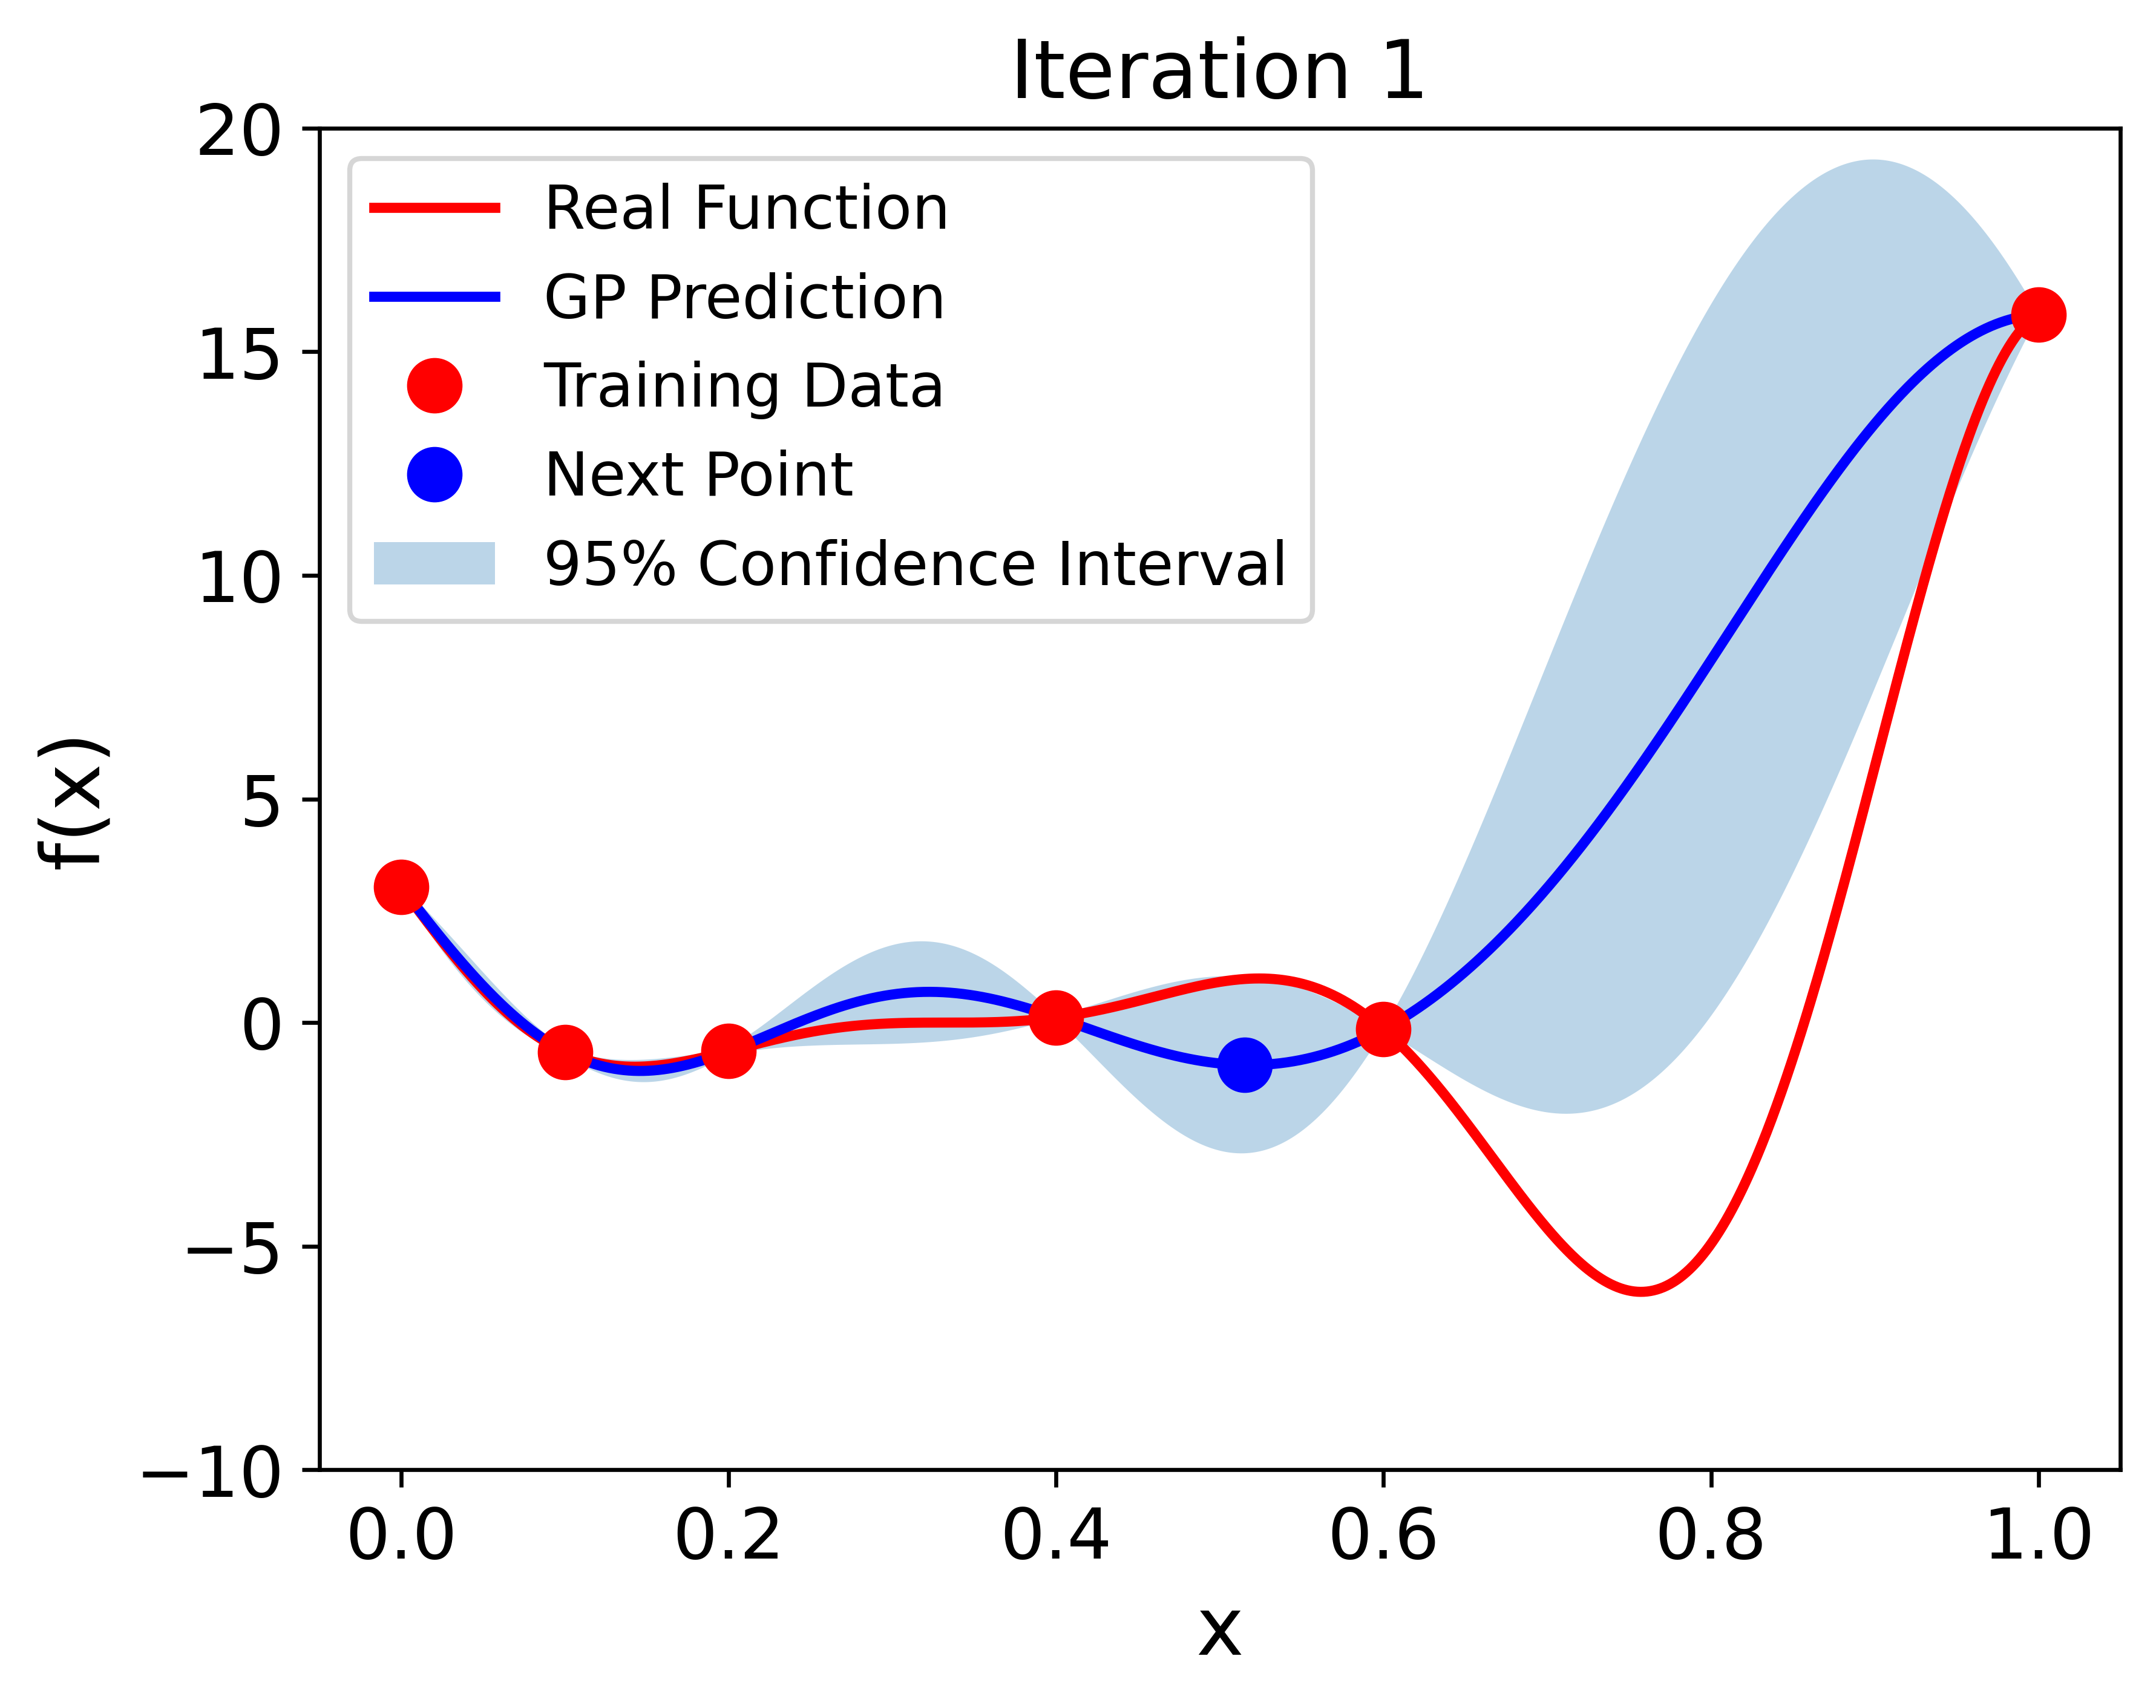 Iteration 1
20
15
10
5
0
−5
−10
f(x)
Real Function
GP Prediction
Training Data
Next Point
95% Confidence Interval
0.0 0.2 0.4 0.6 0.8 1.0
x